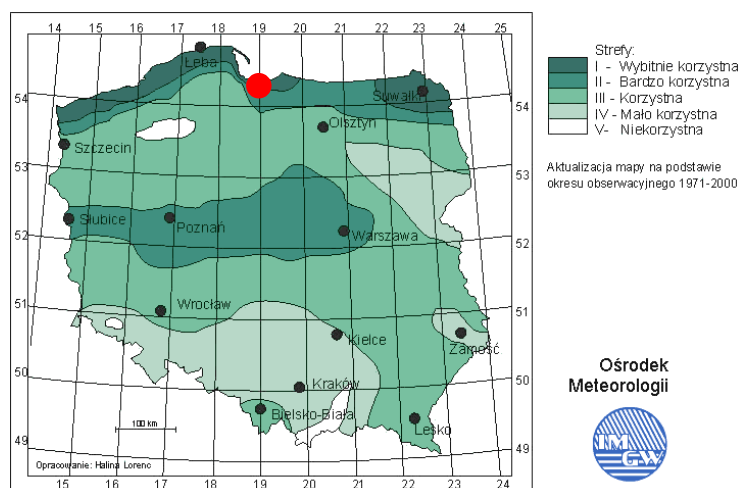 14 15 16 17 18 19 20 21 22 23
Łeba
54
Suwałki
54
Olsztyn
Szczecin
53
53
Słubice
Poznań
52
Warszawa
52
51
Wrocław
51
Kielce
Zamość
50
Kraków
50
Bielsko-Biała
Lesko
100 km
49
49
Opracowanie: Halina Lorenc
15 16 17 18 19 20 21 22 23 24
Strefy:
I - Wybitnie korzystna
II - Bardzo korzystna
III - Korzystna
IV - Mało korzystna
V- Niekorzystna
Aktualizacja mapy na podstawie
okresu obserwacyjnego 1971-2000
Ośrodek
Meteorologii
IM
GW